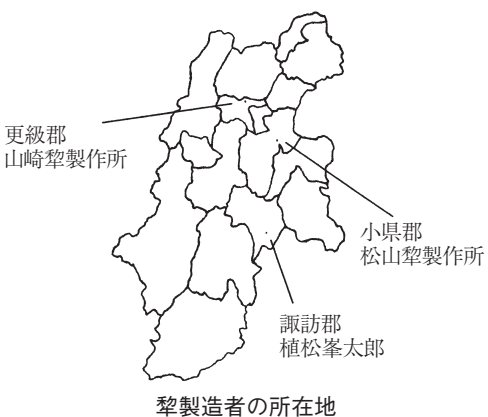 更級郡
山崎犂製作所
小県郡
松山犂製作所
諏訪郡
植松峯太郎
犂製造者の所在地